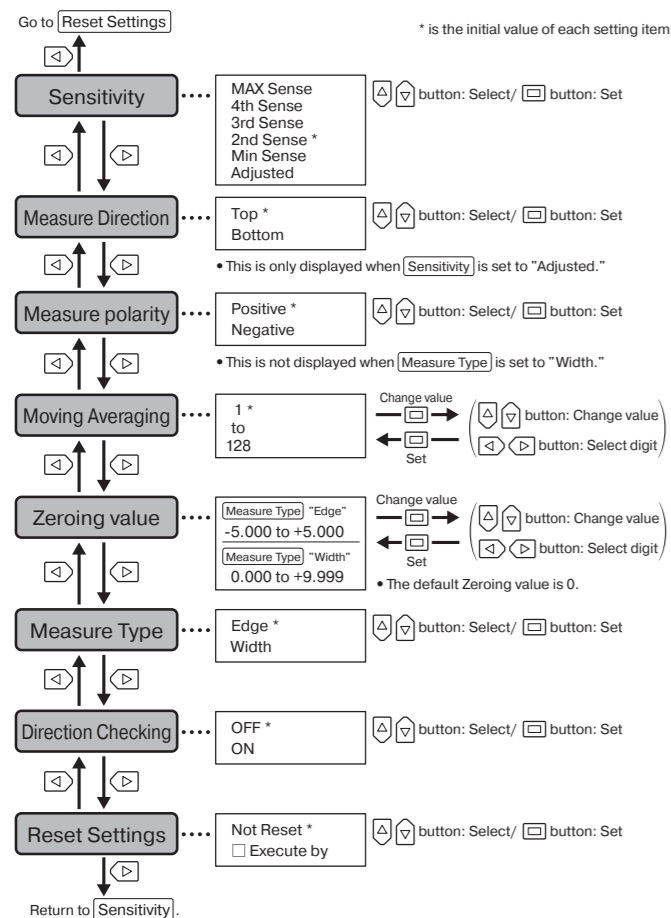 Go to Reset Settings
* is the initial value of each setting item
Sensitivity
MAX Sense
4th Sense
3rd Sense
2nd Sense *
Min Sense
Adjusted
button: Select/ button: Set
Measure Direction
Top *
Bottom
button: Select/ button: Set
• This is only displayed when Sensitivity is set to "Adjusted."
Measure polarity
Positive *
Negative
button: Select/ button: Set
• This is not displayed when Measure Type is set to "Width."
Moving Averaging
1 *
to
128
Change value
Set
button: Change value
button: Select digit
Zeroing value
Measure Type "Edge"
-5.000 to +5.000
Measure Type "Width"
0.000 to +9.999
Change value
Set
button: Change value
button: Select digit
• The default Zeroing value is 0.
Measure Type
Edge *
Width
button: Select/ button: Set
Direction Checking
OFF *
ON
button: Select/ button: Set
Reset Settings
Not Reset *
□ Execute by
button: Select/ button: Set
Return to Sensitivity.